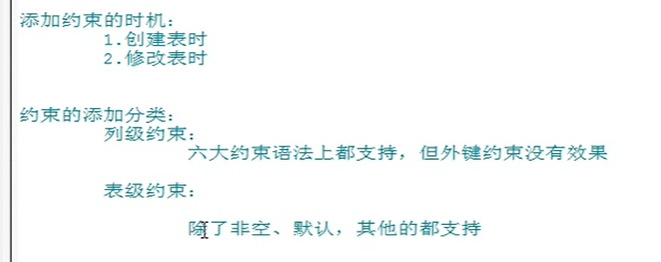 添加约束的时机：
1.创建表时
2.修改表时
约束的添加分类：
列级约束：
六大约束语法上都支持，但外键约束没有效果
表级约束：
除了非空、默认，其他的都支持